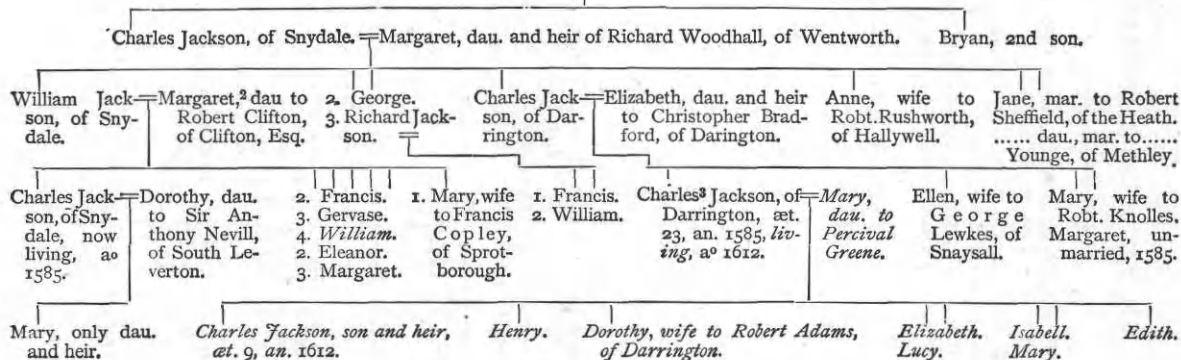 Charles Jackson, of Snydale. = Margaret, dau. and heir of Richard Woodhall, of Wentworth. Bryan, 2nd son.
William Jack-
son, of Sny-
dale.
Margaret,² dau to
Robert Clifton,
of Clifton, Esq.
2. George.
3. Richard Jack-
son.
Charles Jack-
son, of Dar-
rington.
Elizabeth, dau. and heir
to Christopher Brad-
ford, of Darington.
Anne, wife to
Robt. Rushworth,
of Hallywell.
Jane, mar. to Robert
Sheffield, of the Heath.
...... dau., mar. to......
Younge, of Methley.
Charles Jack-
son, of Sny-
dale, now
living, aº
1585.
Dorothy, dau.
to Sir An-
thony Nevill,
of South Le-
verton.
2. Francis.
3. Gervase.
4. William.
2. Eleanor.
3. Margaret.
1. Mary, wife
to Francis
Copley,
of Sprot-
borough.
1. Francis.
2. William.
Charles³ Jackson, of
Darrington, æt.
23, an. 1585, liv-
ing, aº 1612.
Mary,
dau. to
Percival
Greene.
Ellen, wife to
George
Lewkes, of
Snaysall.
Mary, wife to
Robt. Knolles.
Margaret, un-
married, 1585.
Mary, only dau.
and heir.
Charles Jackson, son and heir,
æt. 9, an. 1612.
Henry.
Dorothy, wife to Robert Adams,
of Darrington.
Elizabeth.
Lucy.
Isabell.
Mary.
Edith.